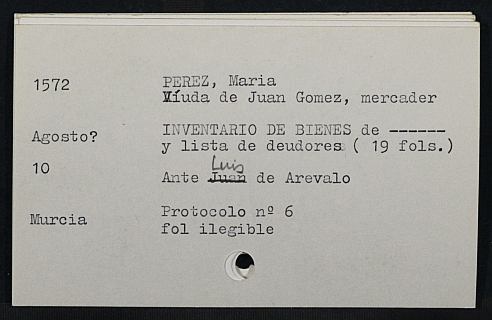 1572
PEREZ, Maria
Víuda de Juan Gomez, mercader
Agosto?
INVENTARIO DE BIENES de ------
y lista de deudores ( 19 fols.)
10
Luis
Ante Juan de Arevalo
Murcia
Protocolo nº 6
fol ilegible